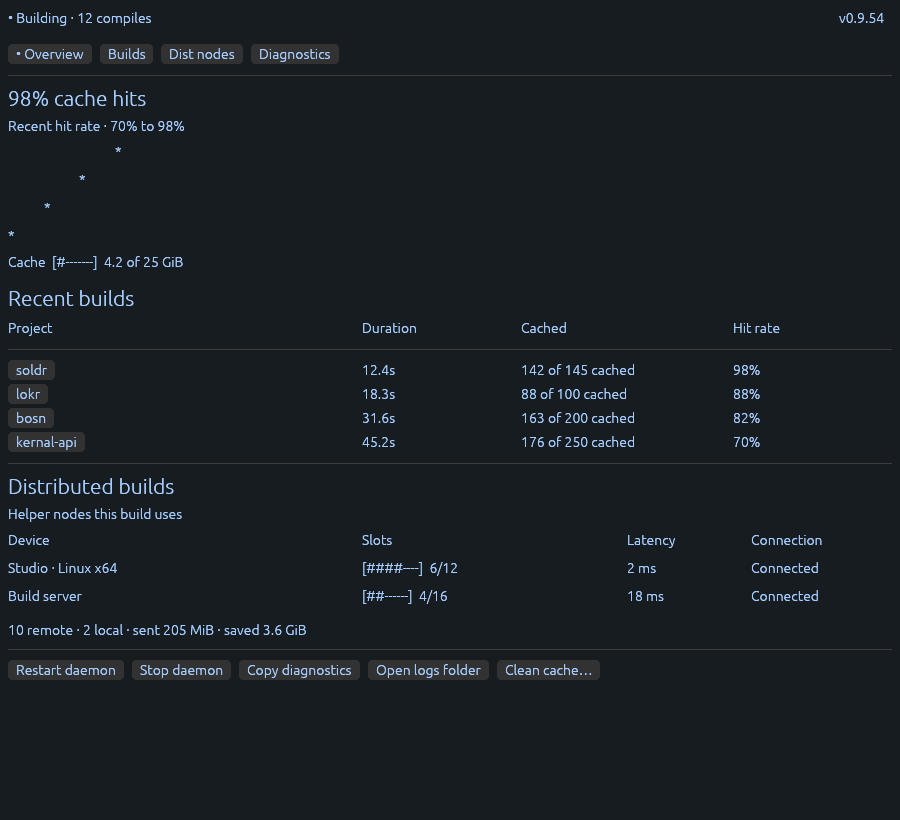 • Building · 12 compiles v0.9.54
• Overview Builds Dist nodes Diagnostics
98% cache hits
Recent hit rate · 70% to 98%
*
*
*
*
Cache [#-------] 4.2 of 25 GiB
Recent builds
Project Duration Cached Hit rate
soldr 12.4s 142 of 145 cached 98%
lokr 18.3s 88 of 100 cached 88%
bosn 31.6s 163 of 200 cached 82%
kernal-api 45.2s 176 of 250 cached 70%
Distributed builds
Helper nodes this build uses
Device Slots Latency Connection
Studio · Linux x64 [####----] 6/12 2 ms Connected
Build server [##------] 4/16 18 ms Connected
10 remote · 2 local · sent 205 MiB · saved 3.6 GiB
Restart daemon Stop daemon Copy diagnostics Open logs folder Clean cache…